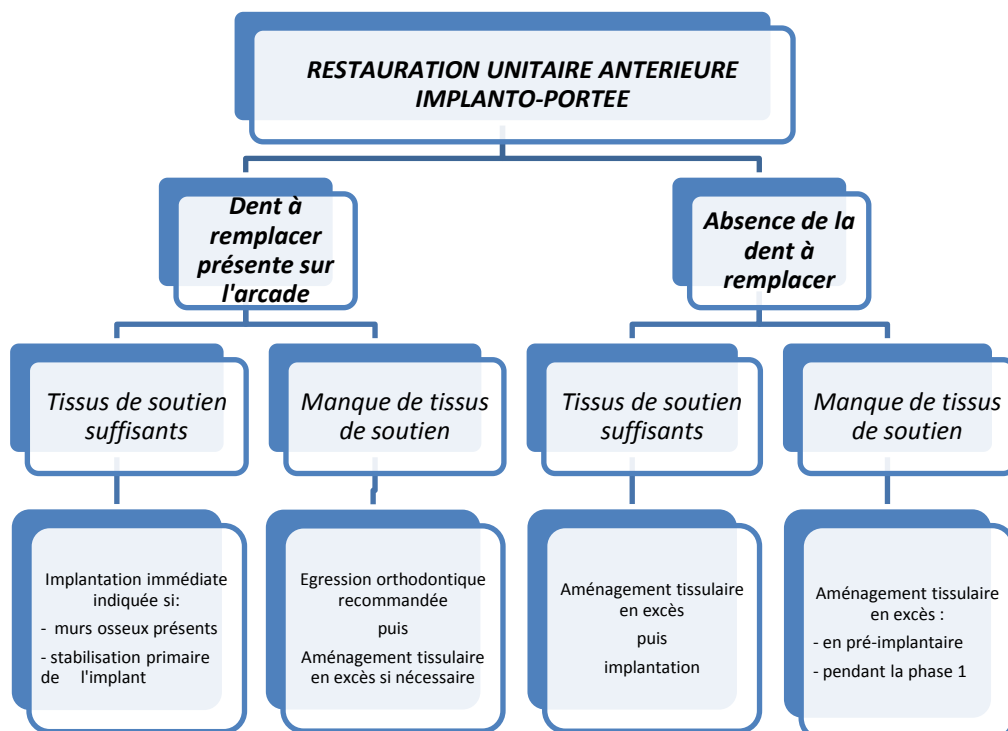 RESTAURATION UNITAIRE ANTERIEURE
IMPLANTO-PORTEE
Dent à
remplacer
présente sur
l'arcade
Absence de la
dent à
remplacer
Tissus de soutien
suffisants
Manque de tissus
de soutien
Tissus de soutien
suffisants
Manque de tissus
de soutien
Implantation immédiate
indiquée si:
- murs osseux présents
- stabilisation primaire
de l'implant
Egression orthodontique
recommandée
puis
Aménagement tissulaire
en excès si nécessaire
Aménagement tissulaire
en excès
puis
implantation
Aménagement tissulaire
en excès :
- en pré-implantaire
- pendant la phase 1